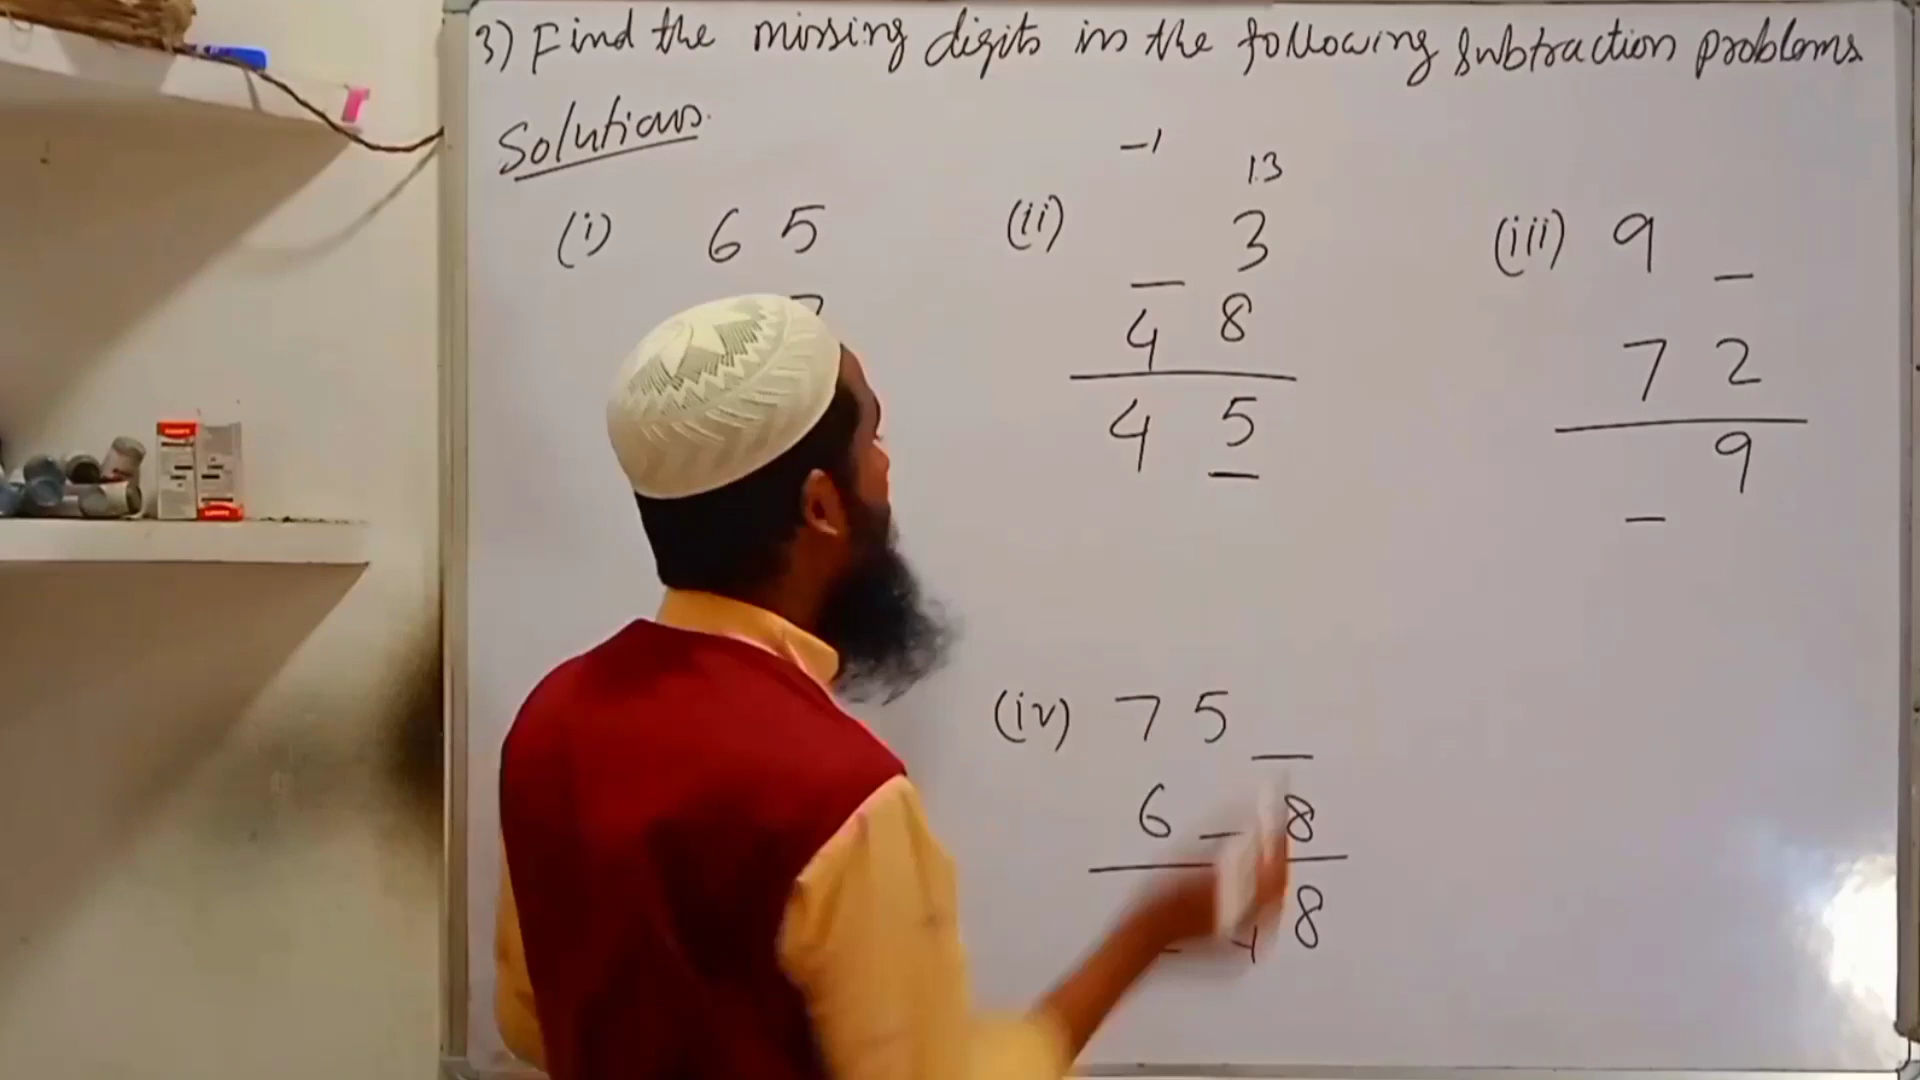 3) Find the missing digits in the following subtraction problems
Solutions.
(i) 6 5
(ii) -1 13
_ 3
4 8
4 5
(iii) 9 _
7 2
_ 9
(iv) 7 5 _
6 _ 8
_ 4 8